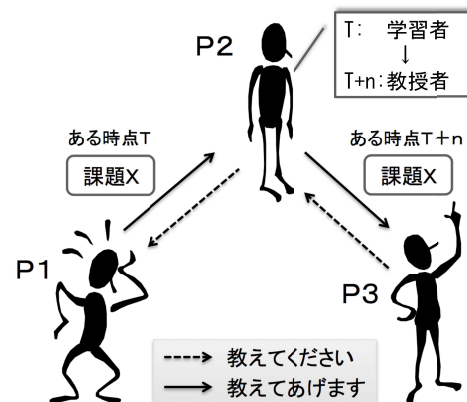 P2
T: 学習者
↓
T+n:教授者
ある時点T
課題X
ある時点T+n
課題X
P1
P3
教えてください
教えてあげます